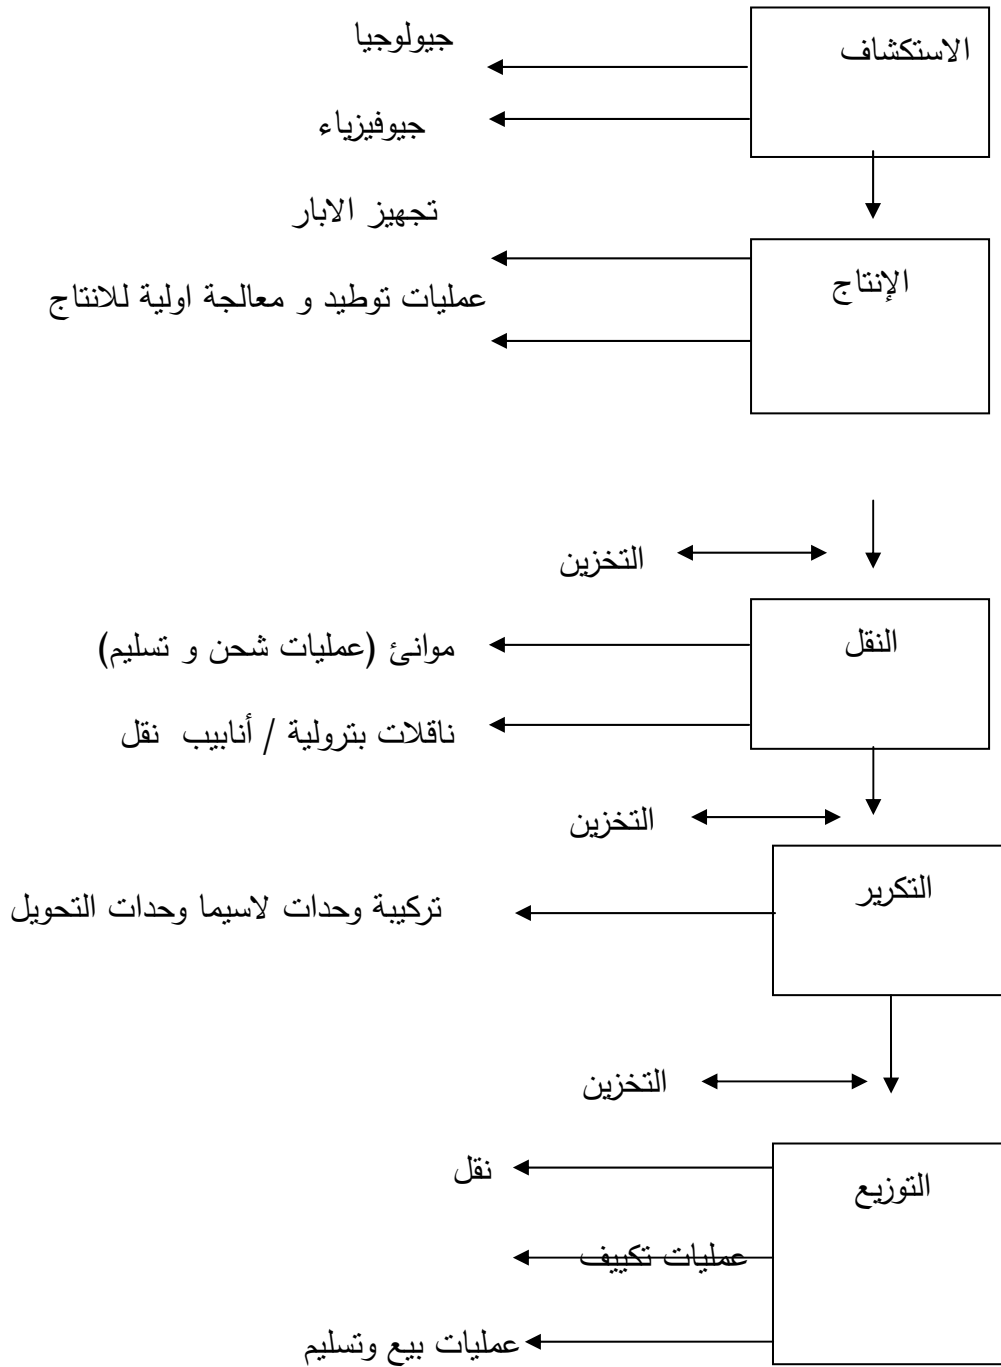 الاستكشاف
جيولوجيا
جيوفيزياء
تجهيز الابار
الإنتاج
عمليات توطيد و معالجة اولية للانتاج
التخزين
النقل
موانئ (عمليات شحن و تسليم)
ناقلات بترولية / أنابيب نقل
التخزين
التكرير
تركيبة وحدات لاسيما وحدات التحويل
التخزين
التوزيع
نقل
عمليات تكييف
عمليات بيع وتسليم